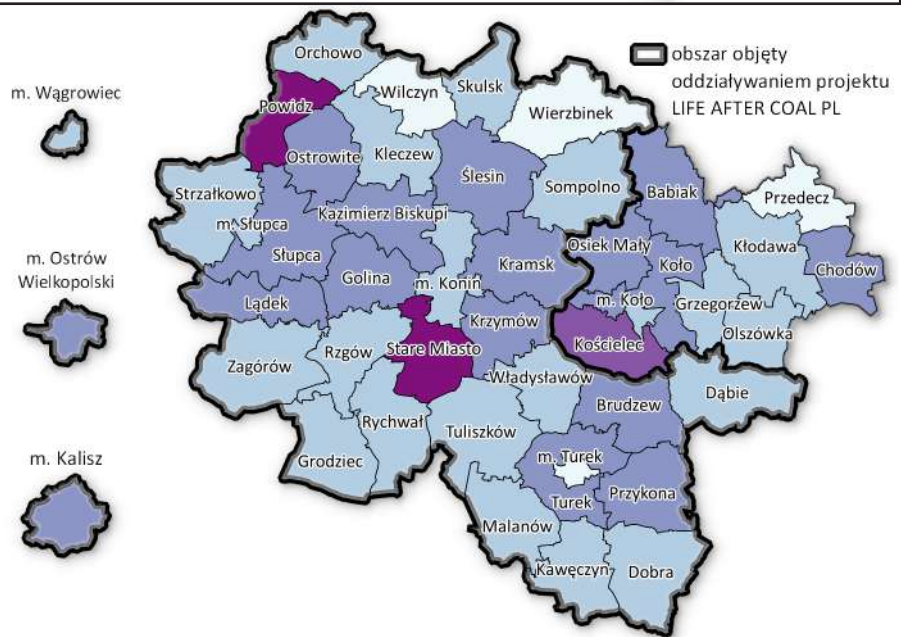 obszar objęty
oddziaływaniem projektu
LIFE AFTER COAL PL
m. Wągrowiec
m. Ostrów
Wielkopolski
m. Kalisz
Orchowo
Powidz
Wilczyn
Skulsk
Wierzbinek
Ostrowite
Kleczew
Ślesin
Sompolno
Strzałkowo
m. Słupca
Słupca
Kazimierz Biskupi
Babiak
Przedecz
Osiek Mały
Koło
Kłodawa
Chodów
Lądek
Golina
m. Konin
Kramsk
m. Koło
Grzegorzew
Olszówka
Kościelec
Krzymów
Stare Miasto
Zagórów
Rzgów
Władysławów
Dąbie
Brudzew
Rychwał
Tuliszków
Grodziec
m. Turek
Turek
Przykona
Malanów
Kawęczyn
Dobra